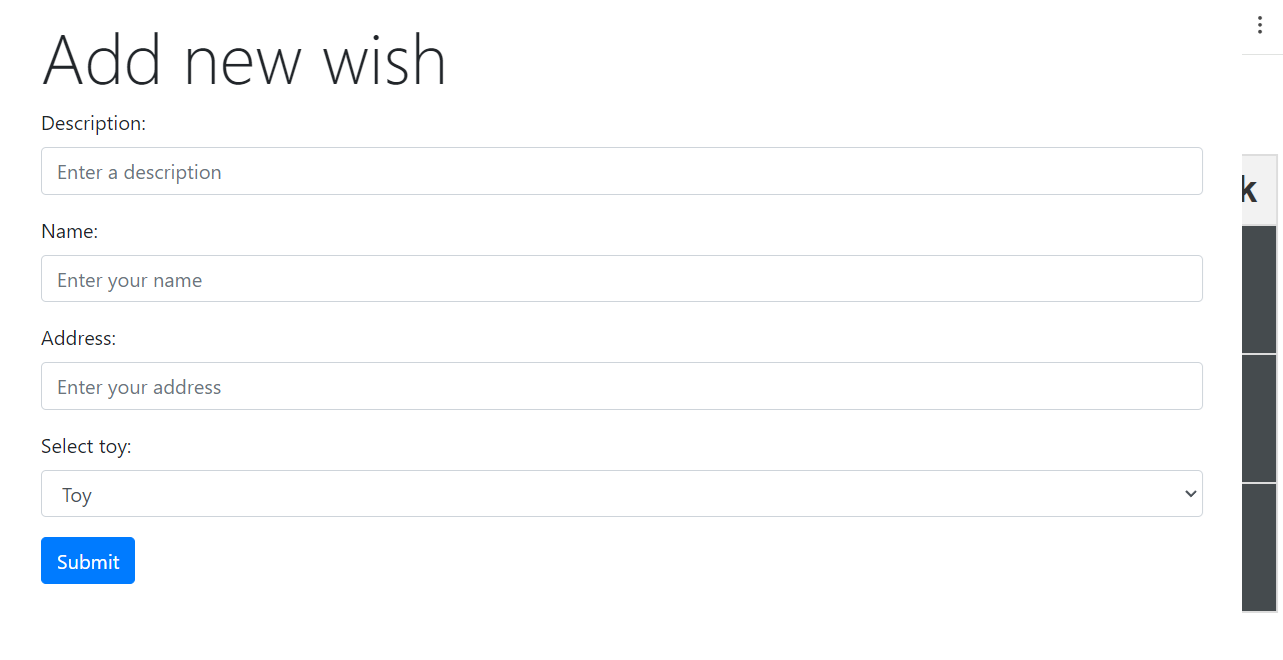 Add new wish
Description:
Enter a description
k
Name:
Enter your name
Address:
Enter your address
Select toy:
Toy
Submit